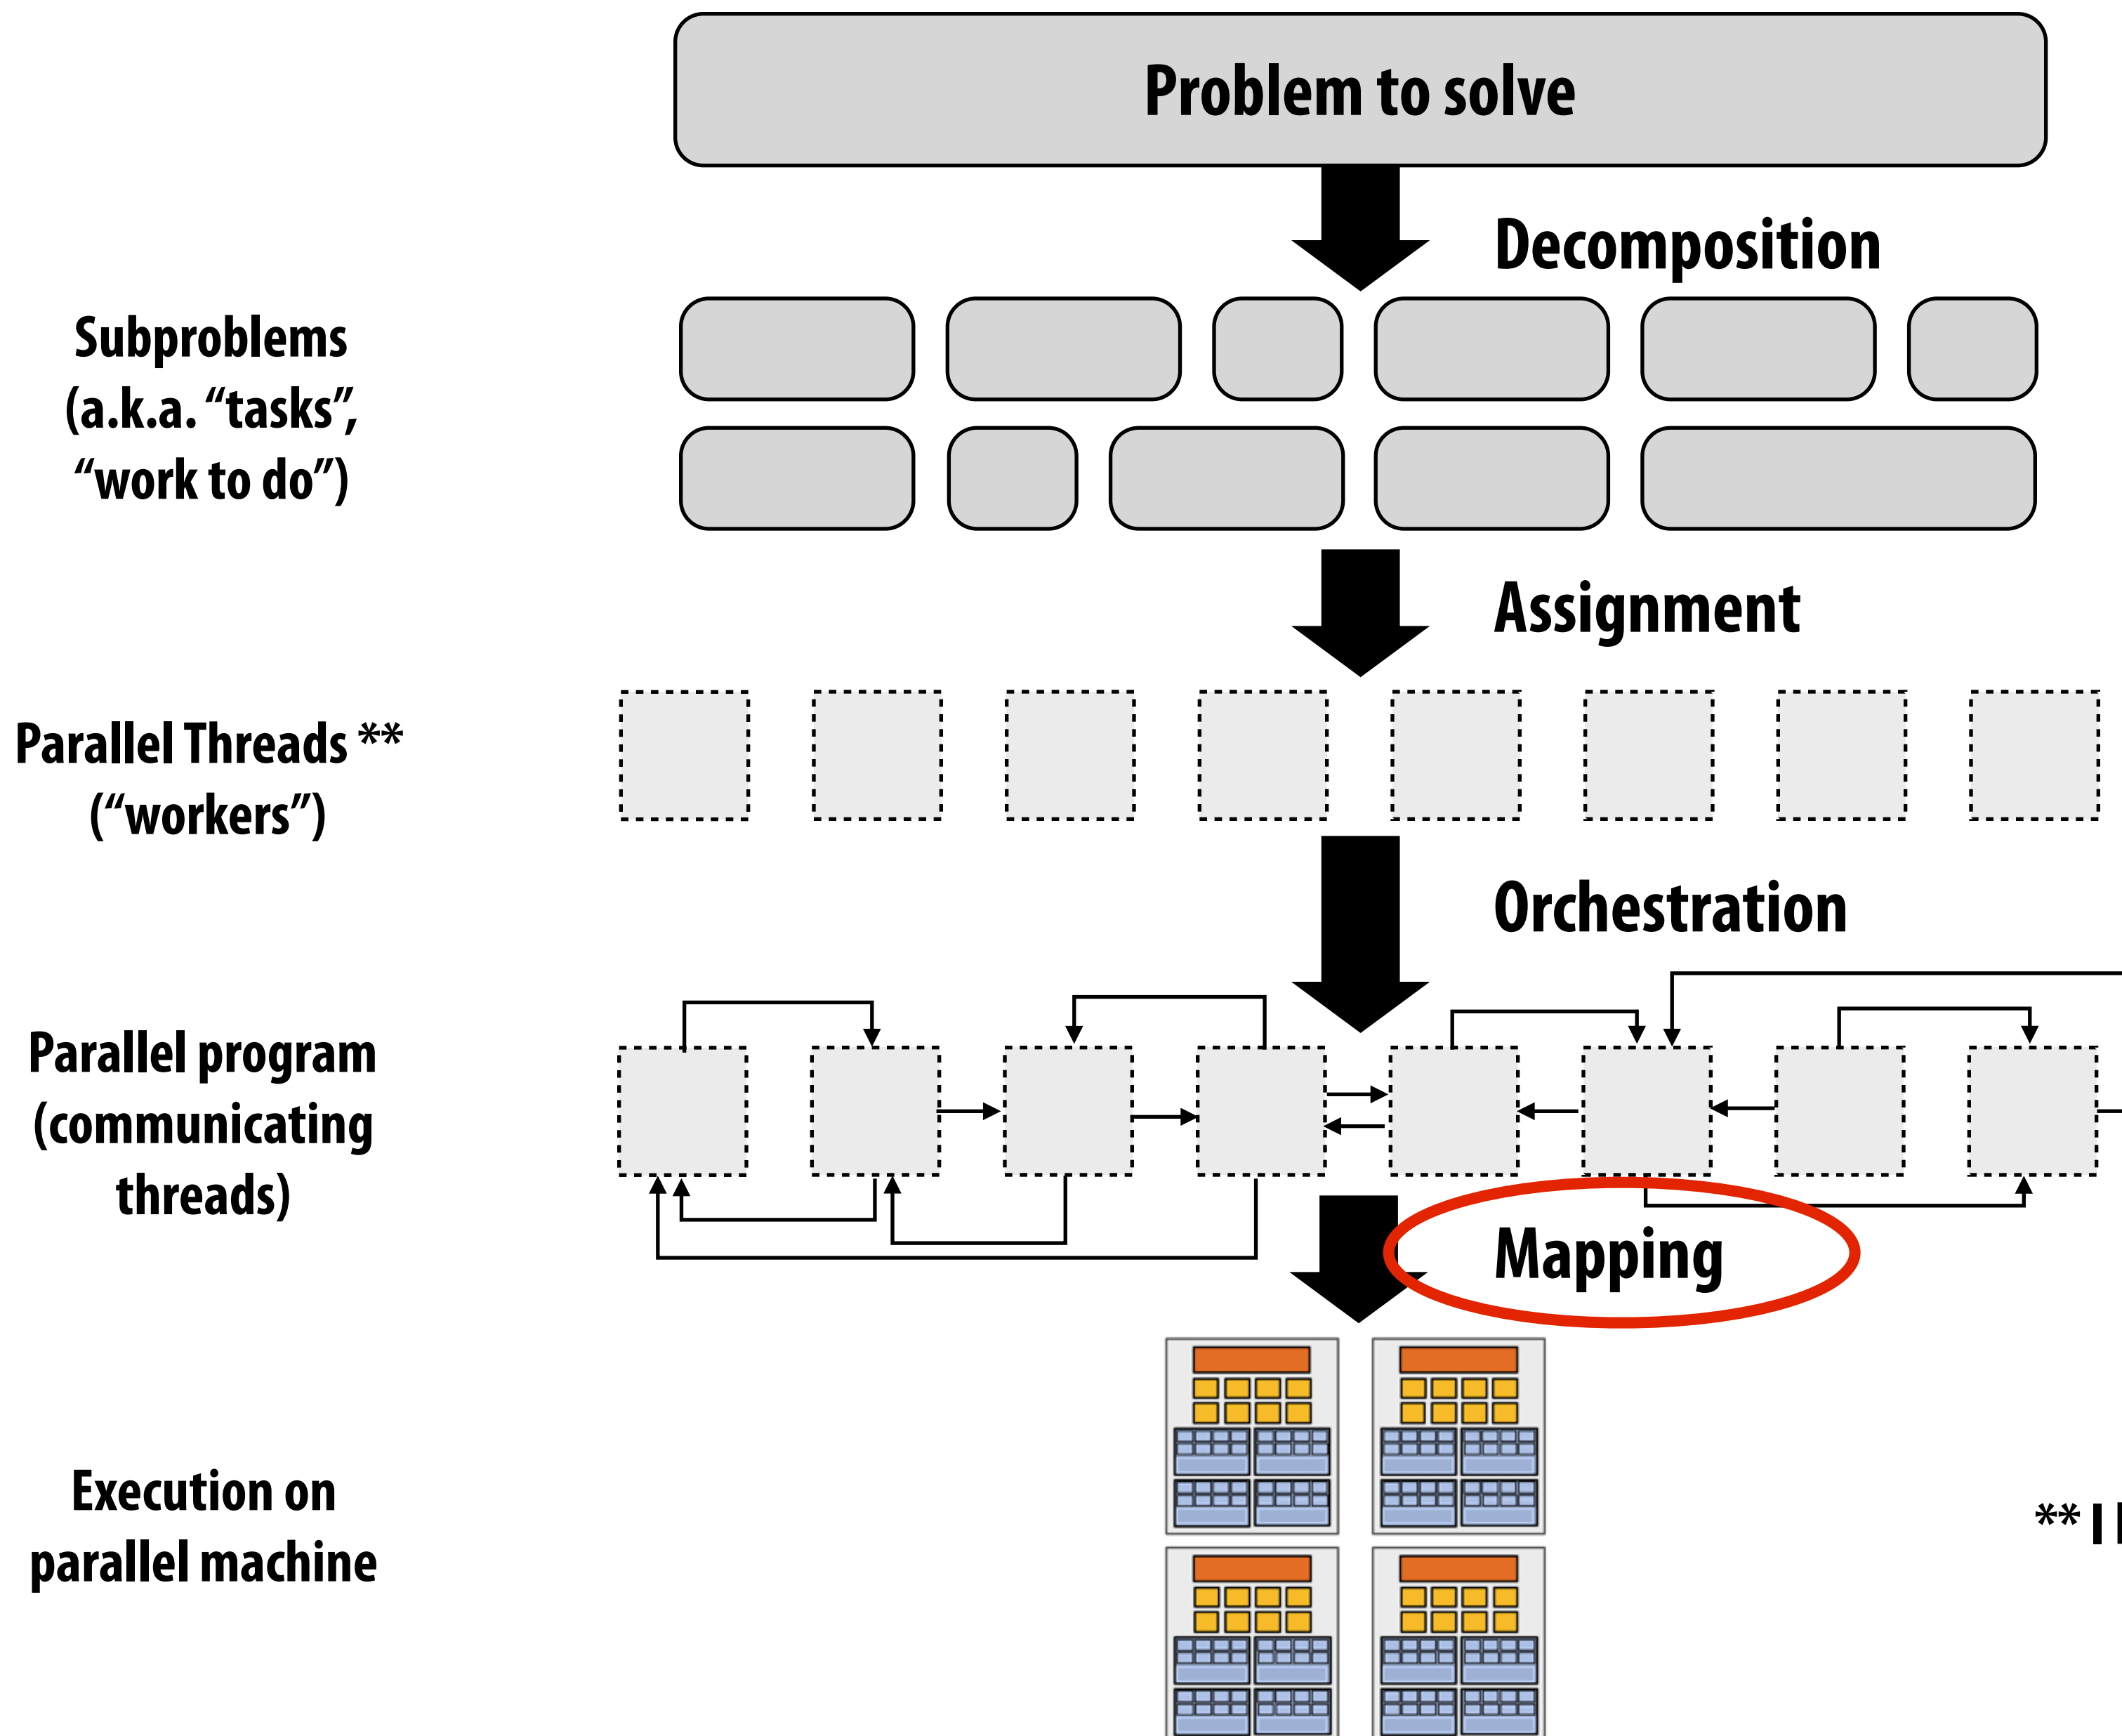 Problem to solve
Decomposition
Subproblems
(a.k.a. “tasks”,
“work to do”)
Assignment
Parallel Threads **
(“workers”)
Orchestration
Parallel program
(communicating
threads)
Mapping
Execution on
parallel machine
**